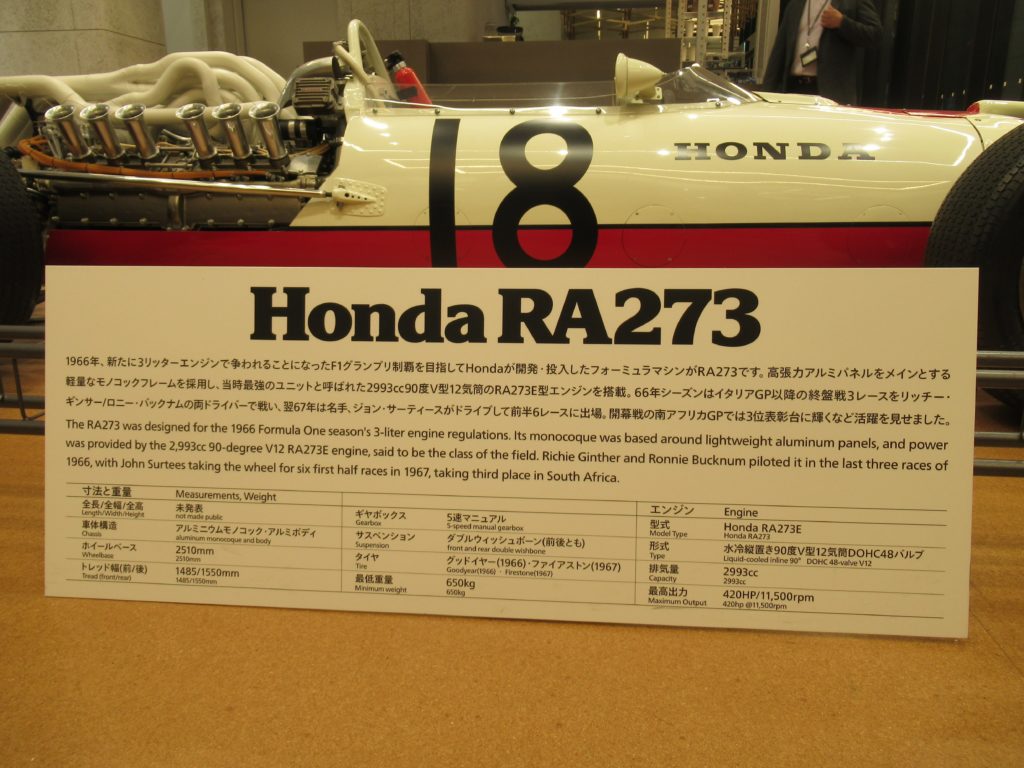 18
HONDA
Honda RA273
1966年、新たに3リッターエンジンで争われることになったF1グランプリ制覇を目指してHondaが開発・投入したフォーミュラマシンがRA273です。高張力アルミパネルをメインとする
軽量なモノコックフレームを採用し、当時最強のユニットと呼ばれた2993cc90度V型12気筒のRA273E型エンジンを搭載。66年シーズンはイタリアGP以降の終盤戦3レースをリッチー・
ギンサー/ロニー・バックナムの両ドライバーで戦い、翌67年は名手、ジョン・サーティースがドライブして前半6レースに出場。開幕戦の南アフリカGPでは3位表彰台に輝くなど活躍を見せました。
The RA273 was designed for the 1966 Formula One season's 3-liter engine regulations. Its monocoque was based around lightweight aluminum panels, and power
was provided by the 2,993cc 90-degree V12 RA273E engine, said to be the class of the field. Richie Ginther and Ronnie Bucknum piloted it in the last three races of
1966, with John Surtees taking the wheel for six first half races in 1967, taking third place in South Africa.
寸法と重量 Measurements, Weight
全長/全幅/全高 未発表
Length/Width/Height not made public
車体構造 アルミニウムモノコック・アルミボディ
Chassis aluminum monocoque and body
ホイールベース 2510mm
Wheelbase 2510mm
トレッド幅(前/後) 1485/1550mm
Tread (front/rear) 1485/1550mm
ギヤボックス 5速マニュアル
Gearbox 5-speed manual gearbox
サスペンション ダブルウィッシュボーン(前後とも)
Suspension front and rear double wishbone
タイヤ グッドイヤー(1966)・ファイアストン(1967)
Tire Goodyear(1966) · Firestone(1967)
最低重量 650kg
Minimum weight 650kg
エンジン Engine
型式 Honda RA273E
Model Type Honda RA273
形式 水冷縦置き90度V型12気筒DOHC48バルブ
Type Liquid-cooled inline 90° DOHC 48-valve V12
排気量 2993cc
Capacity 2993cc
最高出力 420HP/11,500rpm
Maximum Output 420hp @11,500rpm